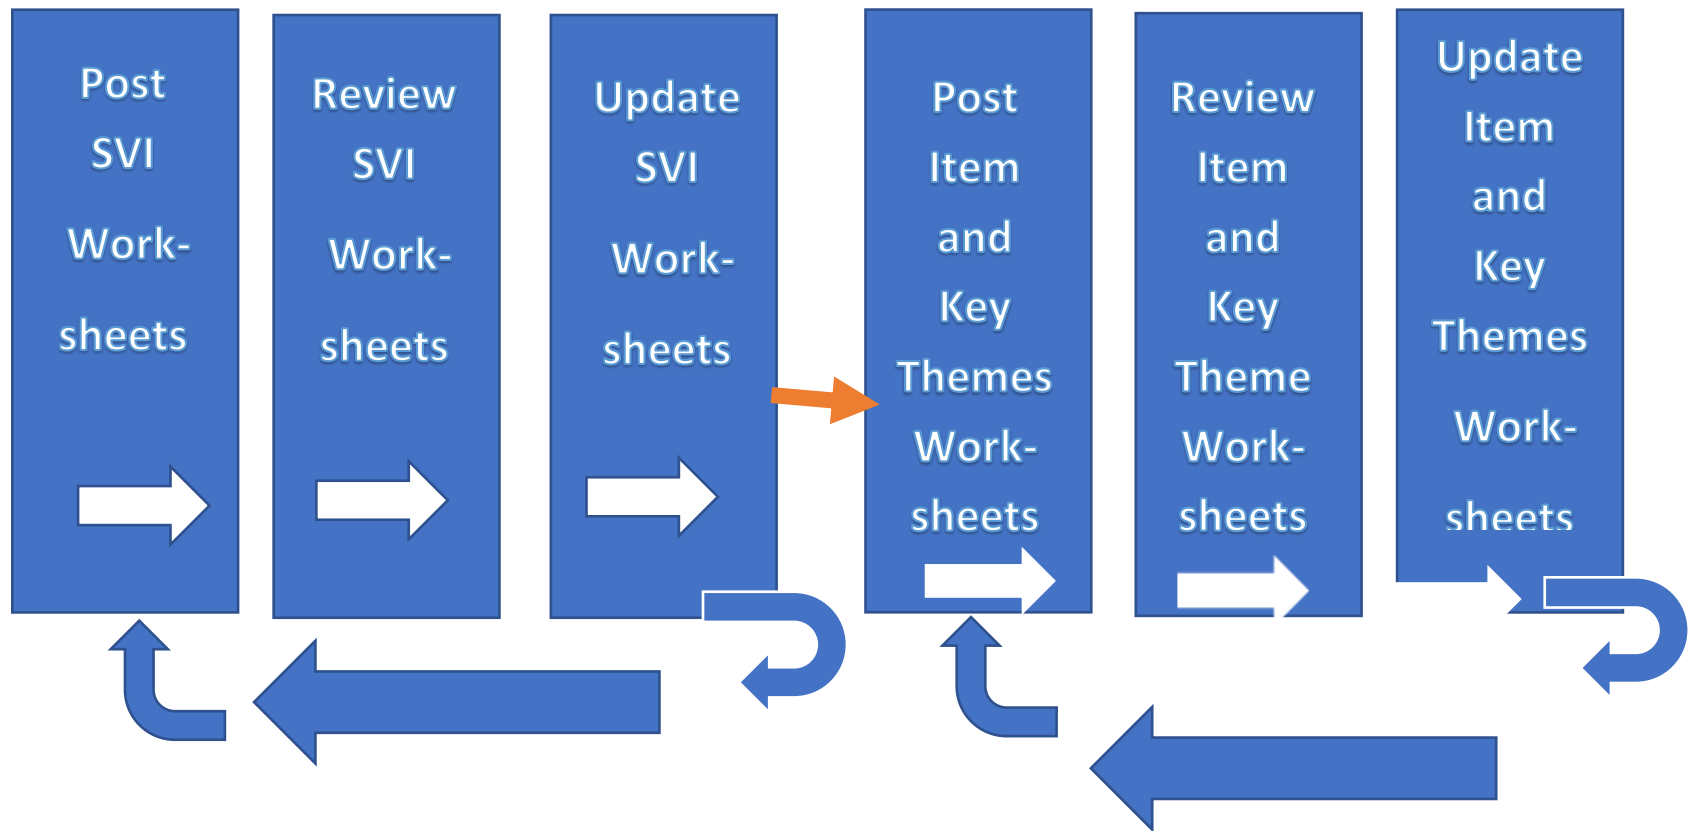 Post
SVI
Work-
sheets
Review
SVI
Work-
sheets
Update
SVI
Work-
sheets
Post
Item
and
Key
Themes
Work-
sheets
Review
Item
and
Key
Theme
Work-
sheets
Update
Item
and
Key
Themes
Work-
sheets